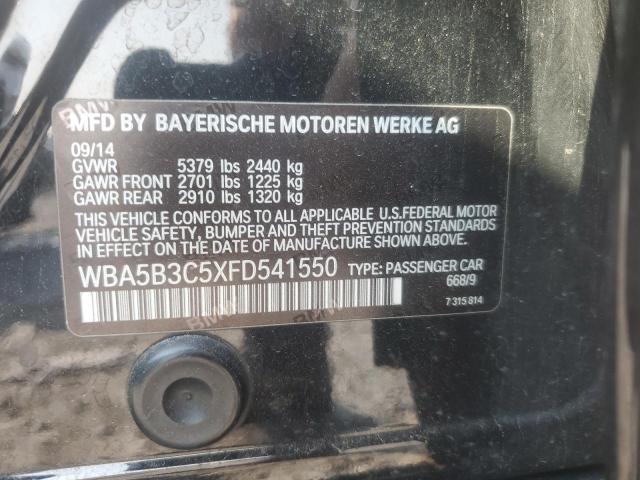 MFD BY BAYERISCHE MOTOREN WERKE AG
09/14
GVWR 5379 lbs 2440 kg
GAWR FRONT 2701 lbs 1225 kg
GAWR REAR 2910 lbs 1320 kg
THIS VEHICLE CONFORMS TO ALL APPLICABLE U.S.FEDERAL MOTOR
VEHICLE SAFETY, BUMPER AND THEFT PREVENTION STANDARDS
IN EFFECT ON THE DATE OF MANUFACTURE SHOWN ABOVE.
WBA5B3C5XFD541550 TYPE: PASSENGER CAR
668/9
7 315 814